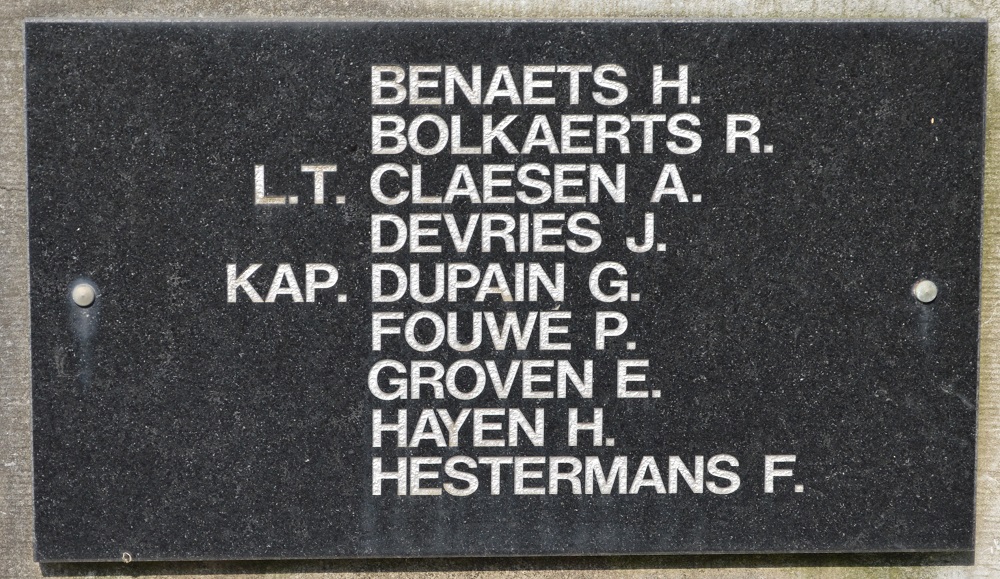 BENAETS H.
BOLKAERTS R.
L.T. CLAESEN A.
DEVRIES J.
KAP. DUPAIN G.
FOUWÉ P.
GROVEN E.
HAYEN H.
HESTERMANS F.